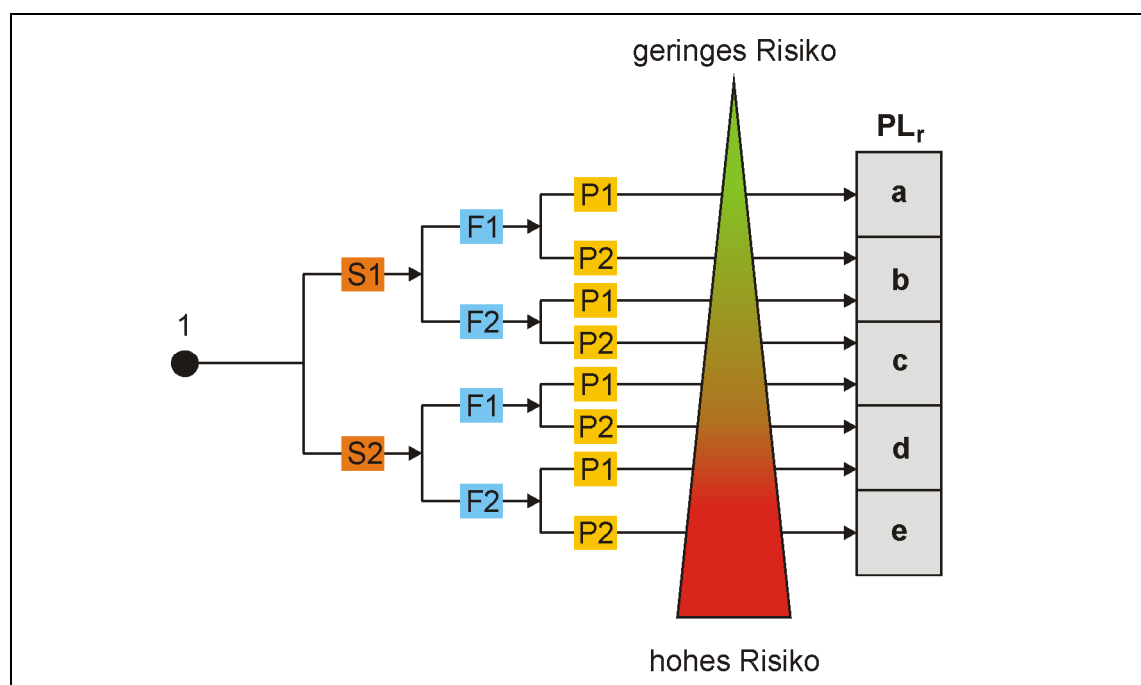 geringes Risiko
PLr
P1
a
F1
P2
S1
b
P1
F2
1
P2
c
P1
F1
P2
S2
d
P1
F2
P2
e
hohes Risiko